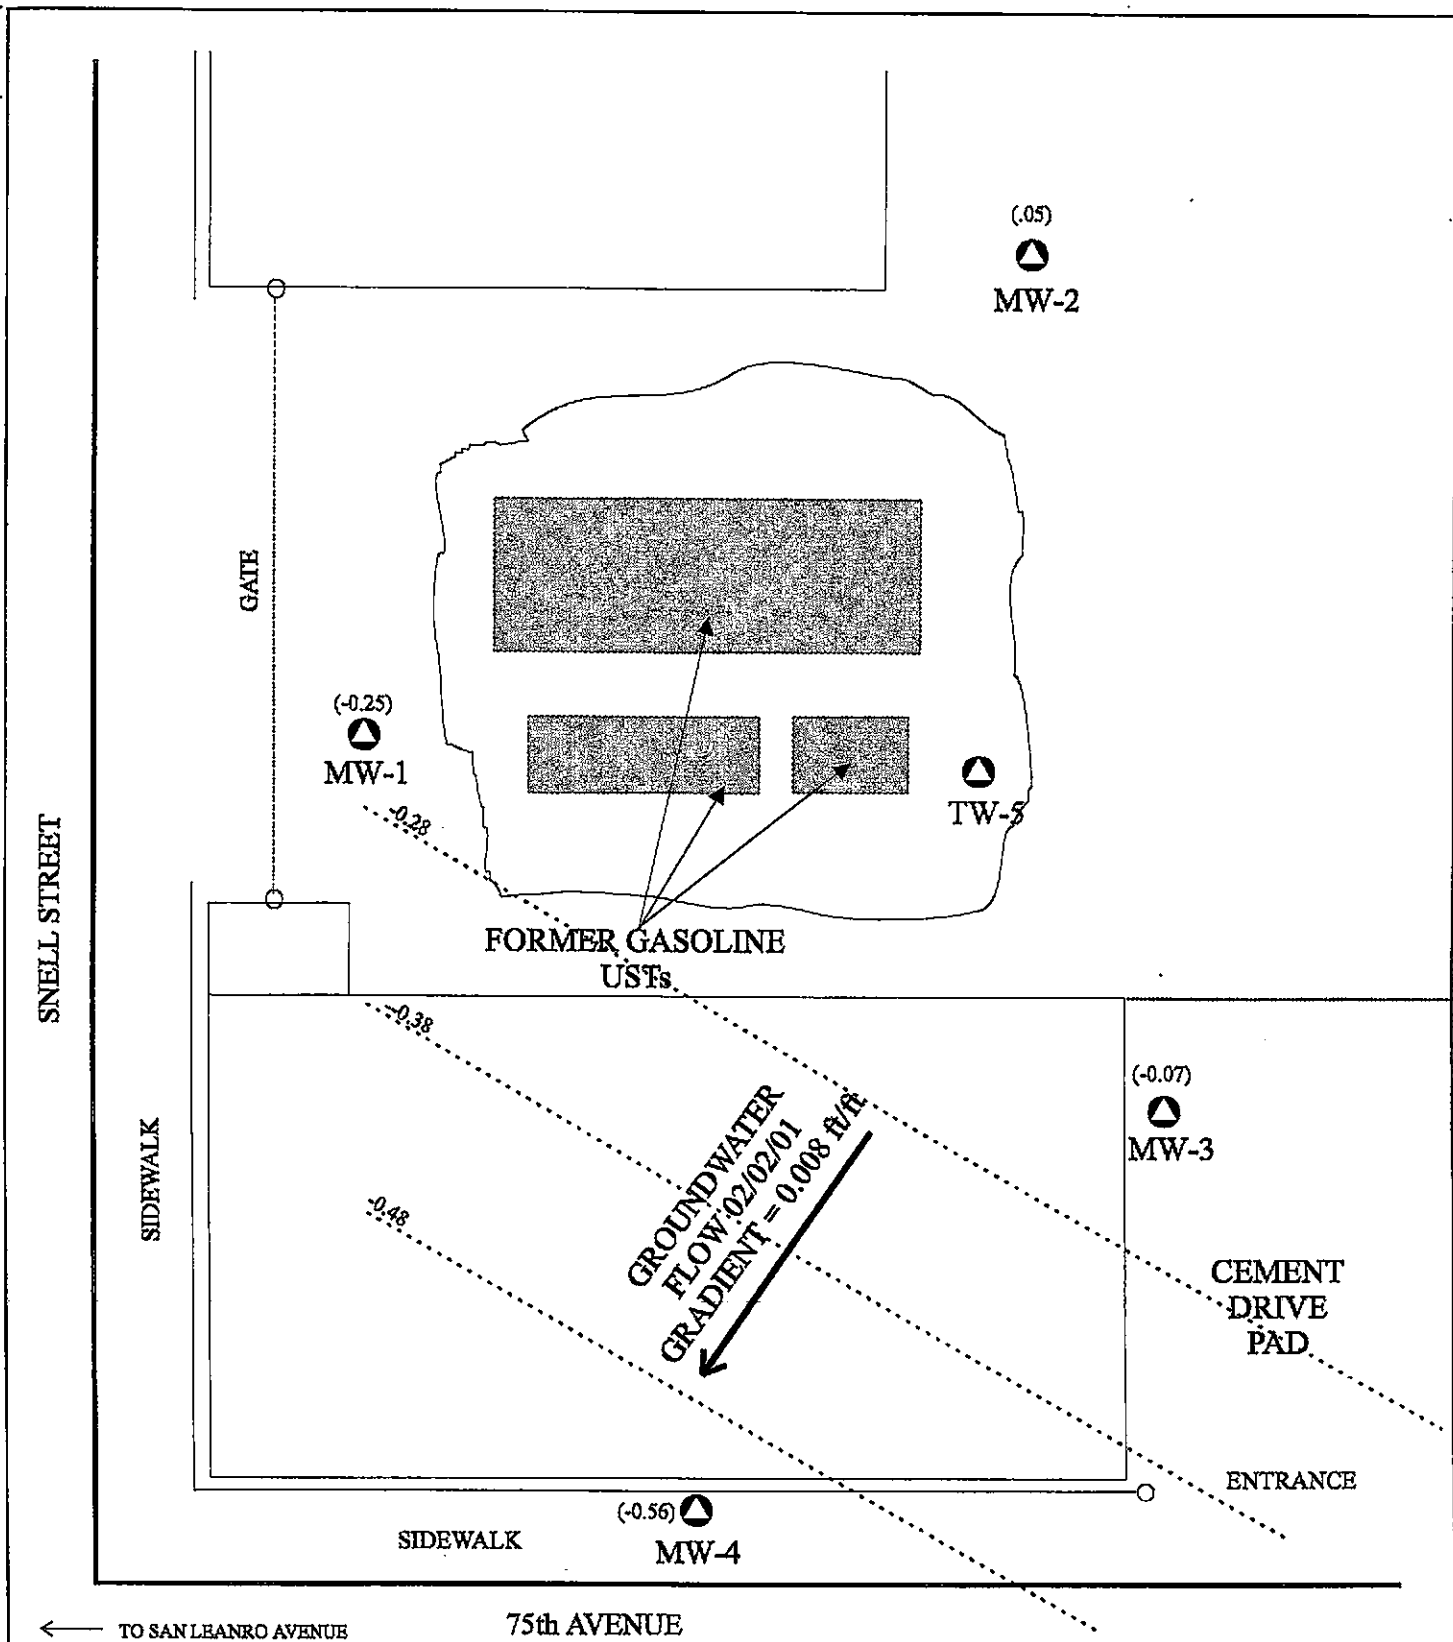 (.05)
MW-2
GATE
(-0.25)
MW-1
TW-5
-0.28
SNELL STREET
FORMER GASOLINE
USTs
-0.38
(-0.07)
MW-3
SIDEWALK
GROUNDWATER
FLOW:02/02/01
GRADIENT = 0.008 ft/ft
-0.48
CEMENT
DRIVE
PAD
ENTRANCE
(-0.56)
MW-4
SIDEWALK
75th AVENUE
TO SAN LEANRO AVENUE